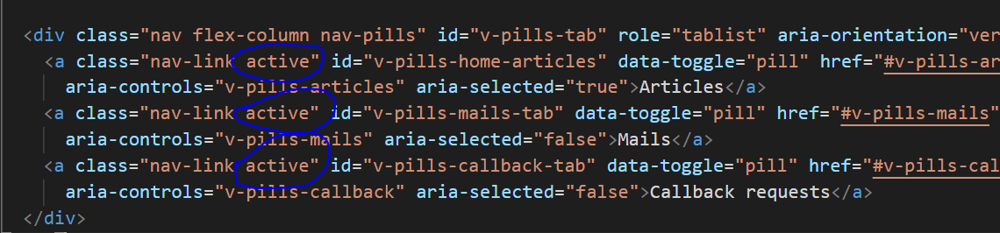 <div class="nav flex-column nav-pills" id="v-pills-tab" role="tablist" aria-orientation="ver
<a class="nav-link active" id="v-pills-home-articles" data-toggle="pill" href="#v-pills-ar
aria-controls="v-pills-articles" aria-selected="true">Articles</a>
<a class="nav-link active" id="v-pills-mails-tab" data-toggle="pill" href="#v-pills-mails"
aria-controls="v-pills-mails" aria-selected="false">Mails</a>
<a class="nav-link active" id="v-pills-callback-tab" data-toggle="pill" href="#v-pills-cal
aria-controls="v-pills-callback" aria-selected="false">Callback requests</a>
</div>